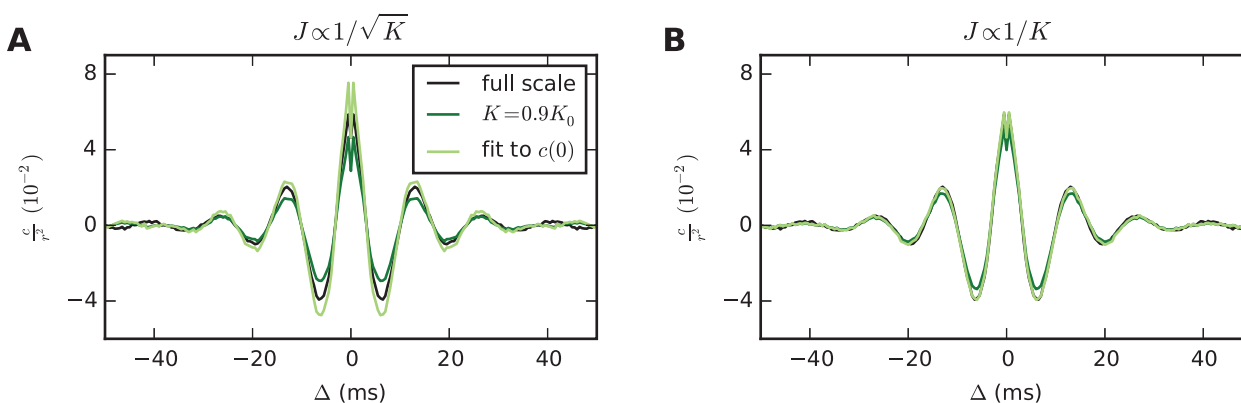 A
J ∝ 1/√K
8
4
0
−4
c/r² (10⁻²)
full scale
K = 0.9K₀
fit to c(0)
−40 −20 0 20 40
Δ (ms)
B
J ∝ 1/K
8
4
0
−4
c/r² (10⁻²)
−40 −20 0 20 40
Δ (ms)